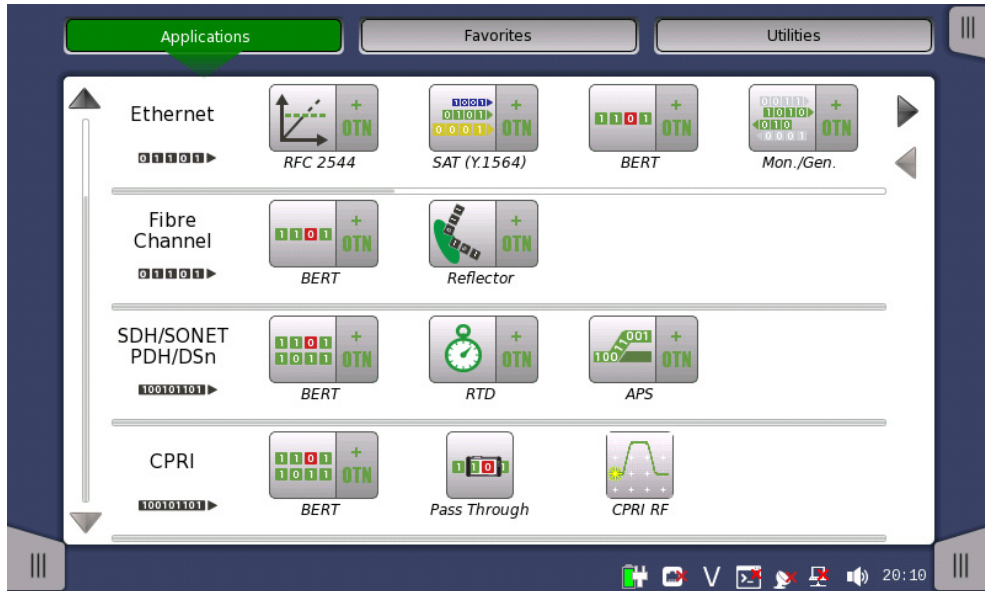 Applications
Favorites
Utilities
Ethernet
01101
+
OTN
RFC 2544
1001
0101
0001
+
OTN
SAT (Y.1564)
1101
+
OTN
BERT
0011
1010
010
0001
+
OTN
Mon./Gen.
Fibre
Channel
01101
1101
+
OTN
BERT
+
OTN
Reflector
SDH/SONET
PDH/DSn
100101101
1101
1011
+
OTN
BERT
+
OTN
RTD
100
11001
+
OTN
APS
CPRI
100101101
1101
1011
+
OTN
BERT
1101
Pass Through
CPRI RF
V
20:10